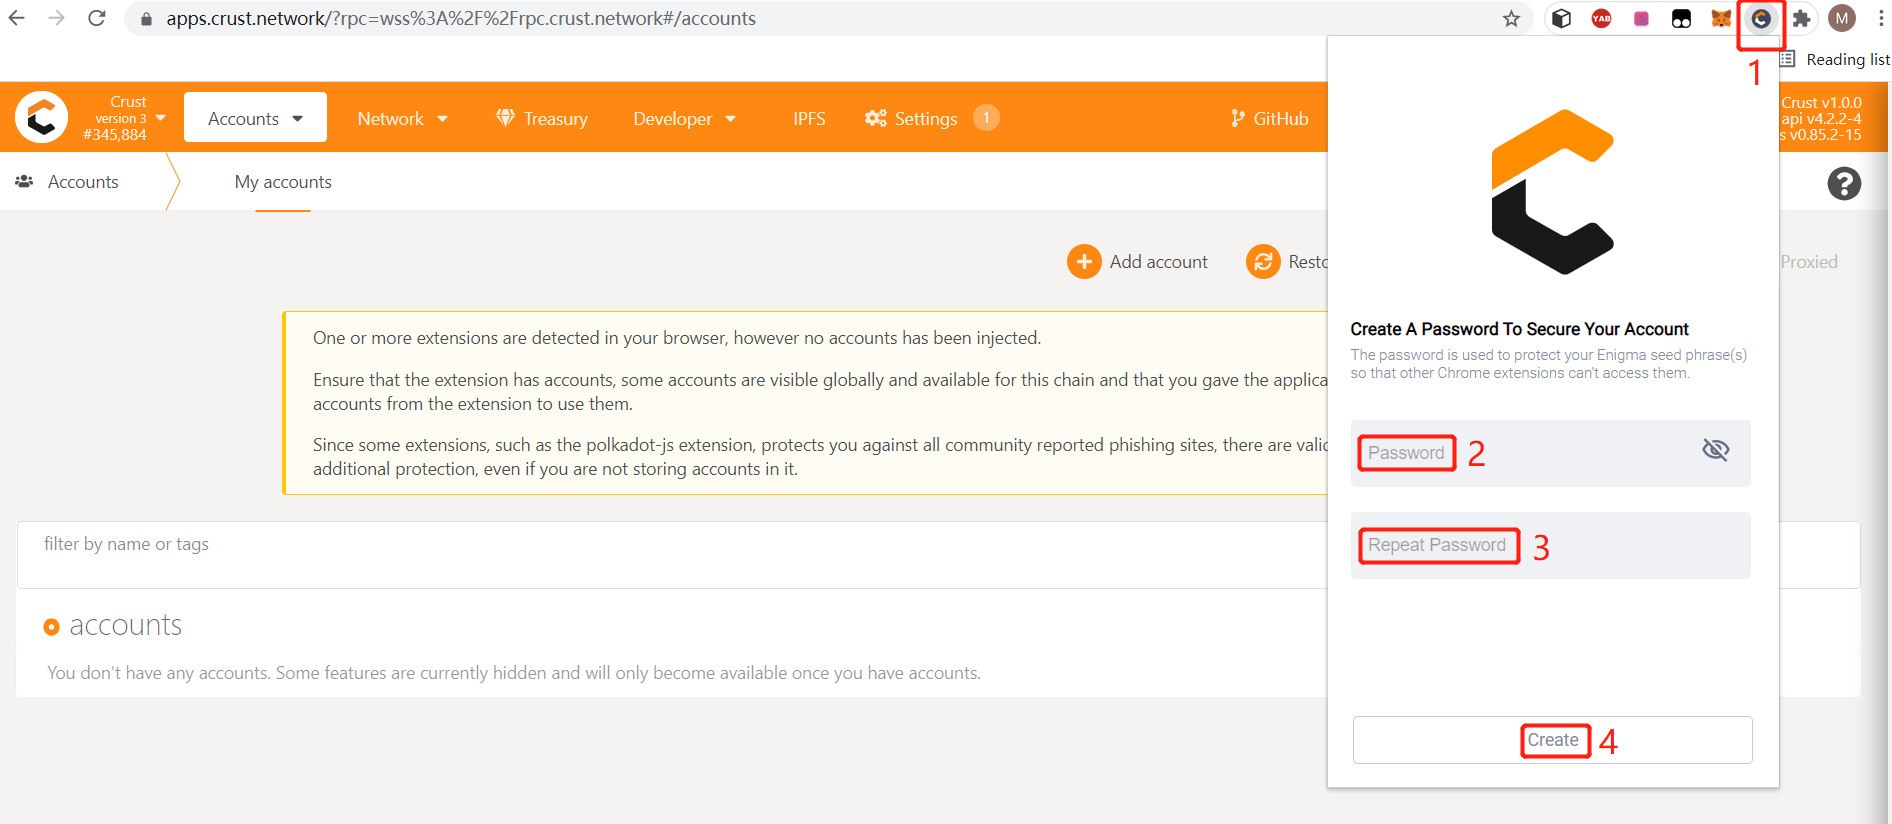 apps.crust.network/?rpc=wss%3A%2F%2Frpc.crust.network#/accounts
YAB
M
1
Reading list
Crust
version 3
#345,884
Accounts
Network
Treasury
Developer
IPFS
Settings
1
GitHub
Crust v1.0.0
api v4.2.2-4
s v0.85.2-15
Accounts
My accounts
?
Add account
Resto
Proxied
One or more extensions are detected in your browser, however no accounts has been injected.
Ensure that the extension has accounts, some accounts are visible globally and available for this chain and that you gave the applica
accounts from the extension to use them.
Since some extensions, such as the polkadot-js extension, protects you against all community reported phishing sites, there are valid
additional protection, even if you are not storing accounts in it.
filter by name or tags
accounts
You don't have any accounts. Some features are currently hidden and will only become available once you have accounts.
Create A Password To Secure Your Account
The password is used to protect your Enigma seed phrase(s)
so that other Chrome extensions can't access them.
Password
2
Repeat Password
3
Create
4